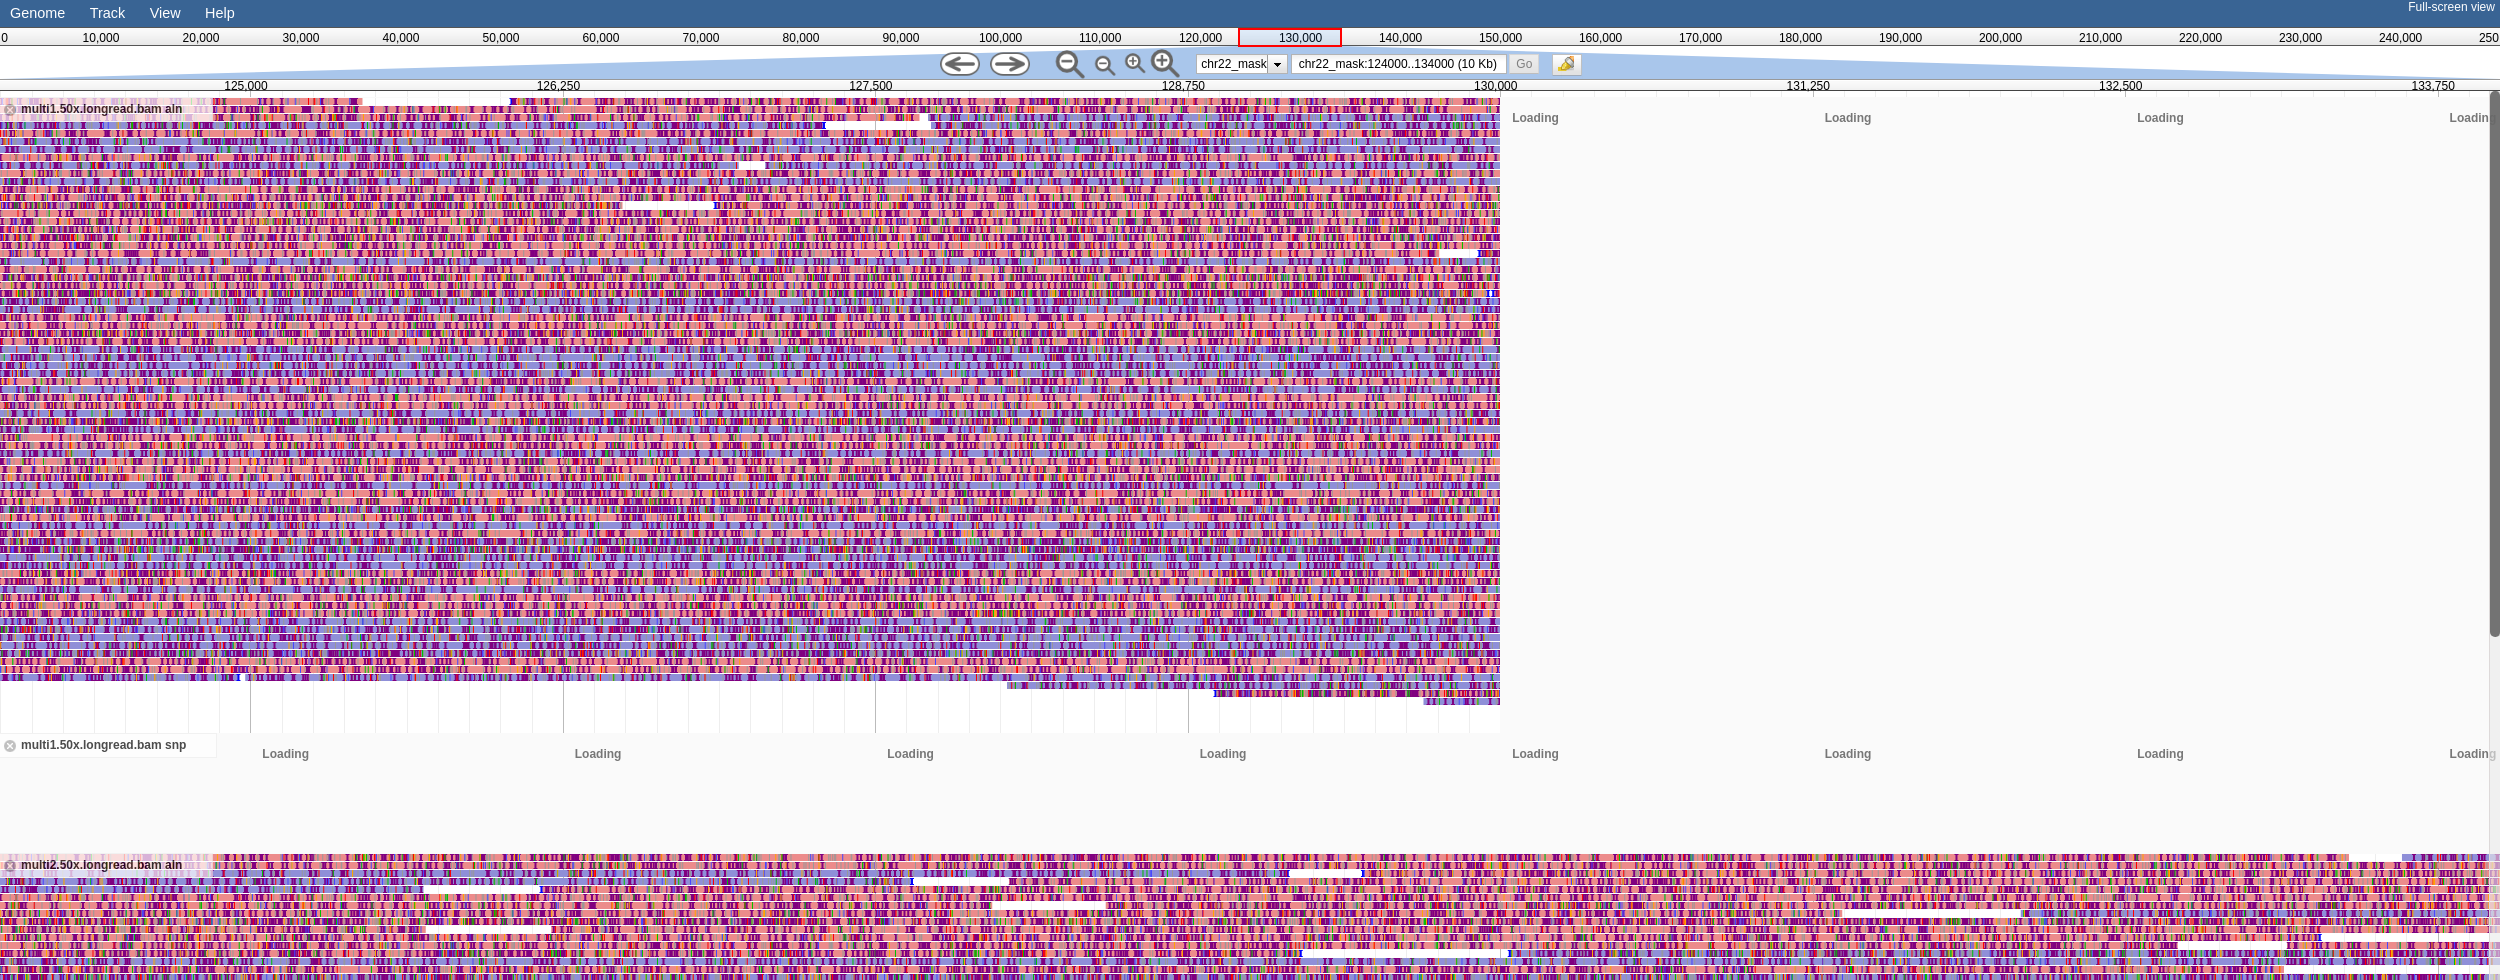 Genome Track View Help Full-screen view
0 10,000 20,000 30,000 40,000 50,000 60,000 70,000 80,000 90,000 100,000 110,000 120,000 130,000 140,000 150,000 160,000 170,000 180,000 190,000 200,000 210,000 220,000 230,000 240,000 250
chr22_mask chr22_mask:124000..134000 (10 Kb) Go
125,000 126,250 127,500 128,750 130,000 131,250 132,500 133,750
multi1.50x.longread.bam aln
Loading Loading Loading Loading
multi1.50x.longread.bam snp
Loading Loading Loading Loading Loading Loading Loading Loading
multi2.50x.longread.bam aln